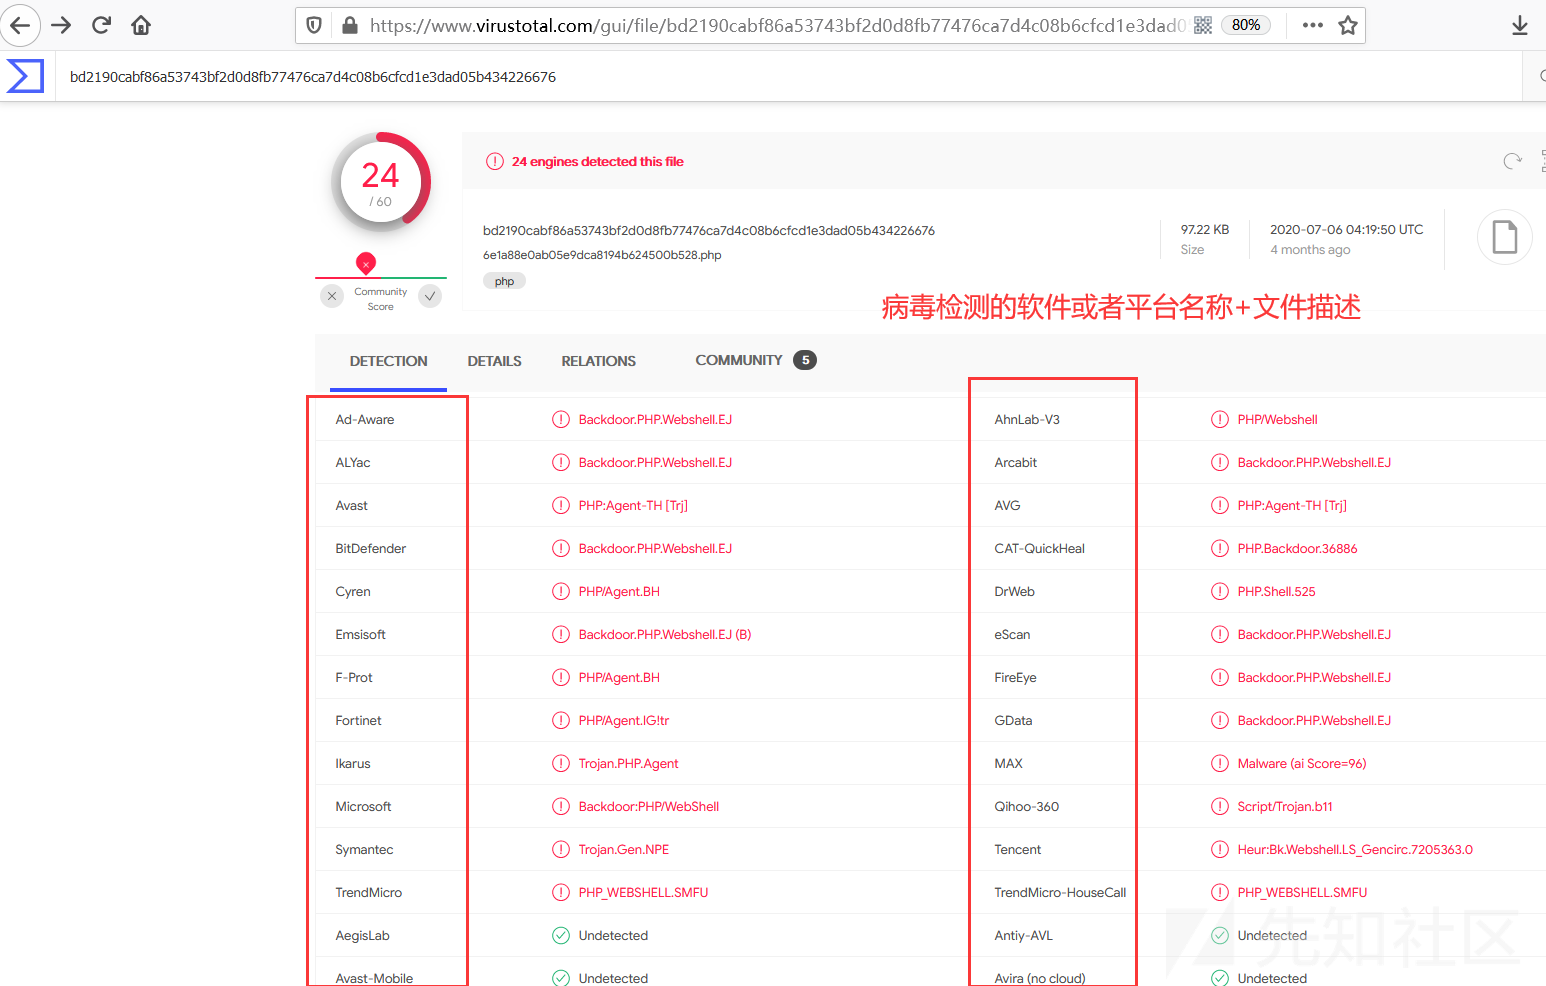 https://www.virustotal.com/gui/file/bd2190cabf86a53743bf2d0d8fb77476ca7d4c08b6cfcd1e3dad0 80%
bd2190cabf86a53743bf2d0d8fb77476ca7d4c08b6cfcd1e3dad05b434226676
24
/ 60
24 engines detected this file
bd2190cabf86a53743bf2d0d8fb77476ca7d4c08b6cfcd1e3dad05b434226676
6e1a88e0ab05e9dca8194b624500b528.php
php
97.22 KB
Size
2020-07-06 04:19:50 UTC
4 months ago
Community
Score
病毒检测的软件或者平台名称+文件描述
DETECTION DETAILS RELATIONS COMMUNITY 5
Ad-Aware Backdoor.PHP.Webshell.EJ AhnLab-V3 PHP/Webshell
ALYac Backdoor.PHP.Webshell.EJ Arcabit Backdoor.PHP.Webshell.EJ
Avast PHP:Agent-TH [Trj] AVG PHP:Agent-TH [Trj]
BitDefender Backdoor.PHP.Webshell.EJ CAT-QuickHeal PHP.Backdoor.36886
Cyren PHP/Agent.BH DrWeb PHP.Shell.525
Emsisoft Backdoor.PHP.Webshell.EJ (B) eScan Backdoor.PHP.Webshell.EJ
F-Prot PHP/Agent.BH FireEye Backdoor.PHP.Webshell.EJ
Fortinet PHP/Agent.IG!tr GData Backdoor.PHP.Webshell.EJ
Ikarus Trojan.PHP.Agent MAX Malware (ai Score=96)
Microsoft Backdoor:PHP/WebShell Qihoo-360 Script/Trojan.b11
Symantec Trojan.Gen.NPE Tencent Heur:Bk.Webshell.LS_Gencirc.7205363.0
TrendMicro PHP_WEBSHELL.SMFU TrendMicro-HouseCall PHP_WEBSHELL.SMFU
AegisLab Undetected Antiy-AVL Undetected
Avast-Mobile Undetected Avira (no cloud) Undetected
先知社区